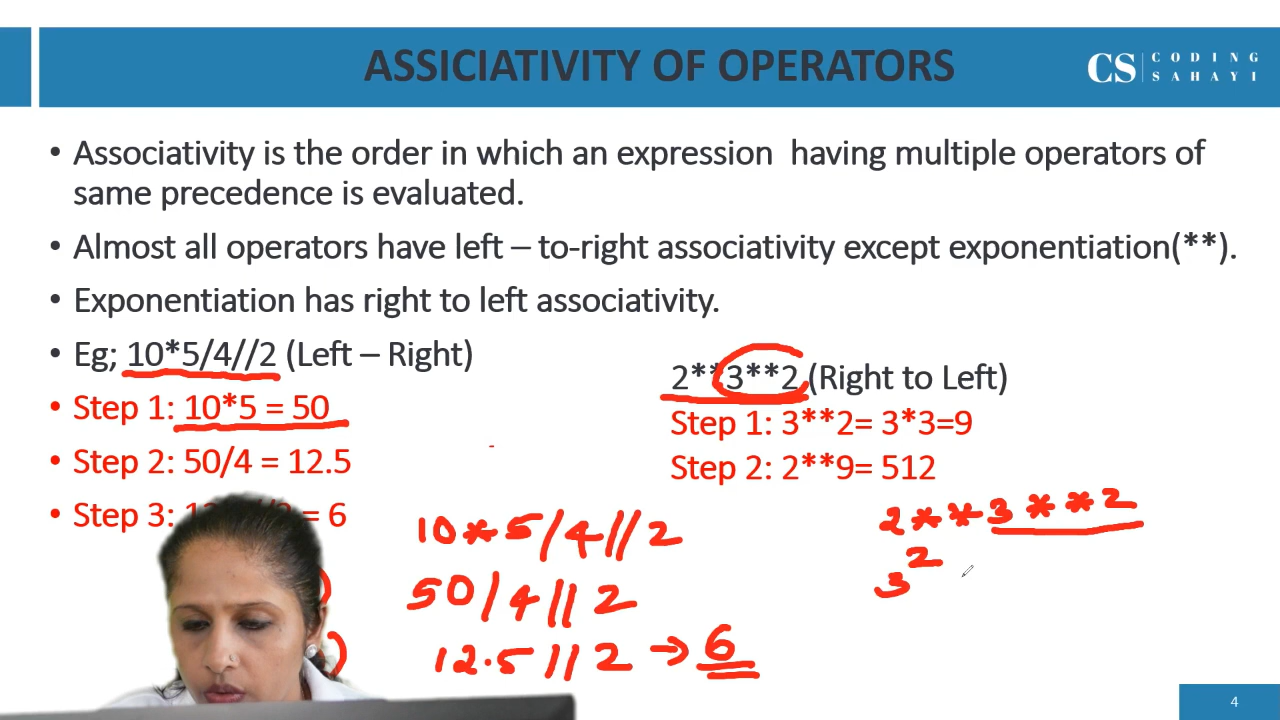 ASSICIATIVITY OF OPERATORS
CS CODING
SAHAYI
• Associativity is the order in which an expression having multiple operators of
same precedence is evaluated.
• Almost all operators have left – to-right associativity except exponentiation(**).
• Exponentiation has right to left associativity.
• Eg; 10*5/4//2 (Left – Right)
• Step 1: 10*5 = 50
• Step 2: 50/4 = 12.5
• Step 3: = 6
)
)
2**3**2 (Right to Left)
Step 1: 3**2= 3*3=9
Step 2: 2**9= 512
10*5/4//2
50/4//2
12.5//2 → 6
2**3**2
3²
4